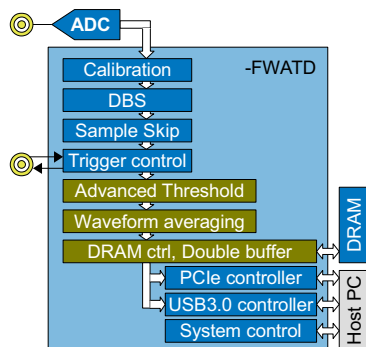 ADC
-FWATD
Calibration
DBS
Sample Skip
Trigger control
Advanced Threshold
Waveform averaging
DRAM ctrl, Double buffer
DRAM
PCIe controller
USB3.0 controller
System control
Host PC